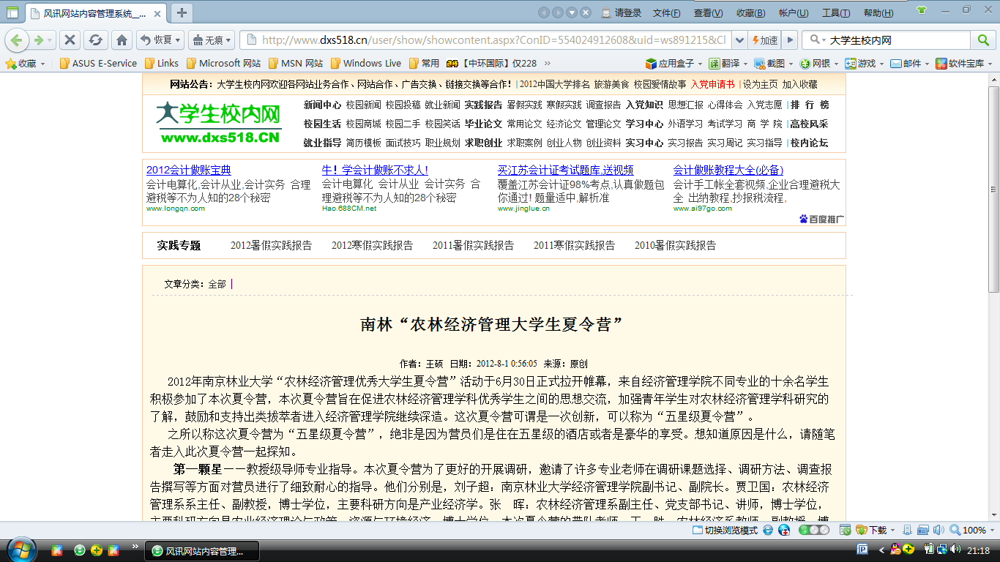 风讯网站内容管理系统__...
请登录 文件(F) 查看(V) 收藏(B) 帐户(U) 工具(T) 帮助(H)
恢复 无痕 http://www.dxs518.cn/user/show/showcontent.aspx?ConID=554024912608&uid=ws891215&Cl 加速 大学生校内网
收藏 ASUS E-Service Links Microsoft 网站 MSN 网站 Windows Live 常用 【中环国际】仅228 » 应用盒子 翻译 截图 网银 游戏 邮件 软件宝库
网站公告：大学生校内网欢迎各网站业务合作、网站合作、广告交换、链接交换等合作! | 2012中国大学排名 旅游美食 校园爱情故事 入党申请书 | 设为主页 加入收藏
大学生校内网
www.dxs518.CN
新闻中心 校园新闻 校园投稿 就业新闻 实践报告 暑假实践 寒假实践 调查报告 入党知识 思想汇报 心得体会 入党志愿 | 排 行 榜
校园生活 校园商城 校园二手 校园笑话 毕业论文 常用论文 经济论文 管理论文 学习中心 外语学习 考试学习 商 学 院 | 高校风采
就业指导 简历模板 面试技巧 职业规划 求职创业 求职案例 创业人物 创业资料 实习中心 实习报告 实习周记 实习指导 | 校内论坛
2012会计做账宝典
会计电算化,会计从业,会计实务 合理
避税等不为人知的28个秘密
www.longqn.com
牛！学会计做账不求人!
会计电算化 会计从业 会计实务 合
理避税等不为人知的28个秘密
Hao.688CM.net
买江苏会计证考试题库,送视频
覆盖江苏会计证98%考点,认真做题包
你通过! 题量适中,解析准
www.jinglue.cn
会计做账教程大全(必备)
会计手工帐全套视频,企业合理避税大
全 出纳教程,抄报税流程,
www.ai97go.com
百度推广
实践专题 2012暑假实践报告 2012寒假实践报告 2011暑假实践报告 2011寒假实践报告 2010暑假实践报告
文章分类：全部 |
南林“农林经济管理大学生夏令营”
作者：王硕 日期：2012-8-1 0:56:05 来源：原创
2012年南京林业大学“农林经济管理优秀大学生夏令营”活动于6月30日正式拉开帷幕，来自经济管理学院不同专业的十余名学生
积极参加了本次夏令营，本次夏令营旨在促进农林经济管理学科优秀学生之间的思想交流，加强青年学生对农林经济管理学科研究的
了解，鼓励和支持出类拔萃者进入经济管理学院继续深造。这次夏令营可谓是一次创新，可以称为“五星级夏令营”。
之所以称这次夏令营为“五星级夏令营”，绝非是因为营员们是住在五星级的酒店或者是豪华的享受。想知道原因是什么，请随笔
者走入此次夏令营一起探知。
第一颗星——教授级导师专业指导。本次夏令营为了更好的开展调研，邀请了许多专业老师在调研课题选择、调研方法、调查报
告撰写等方面对营员进行了细致耐心的指导。他们分别是，刘子超：南京林业大学经济管理学院副书记、副院长。贾卫国：农林经济
管理系系主任、副教授，博士学位，主要科研方向是产业经济学。张 晖：农林经济管理系副主任、党支部书记、讲师，博士学位，
主要科研方向是农业经济理论与政策、资源与环境经济、博士学位，本次夏令营的带队老师。王 胜：农林经济系教师、副教授、博
切换浏览模式 下载 100%
» 风讯网站内容管理... 21:18